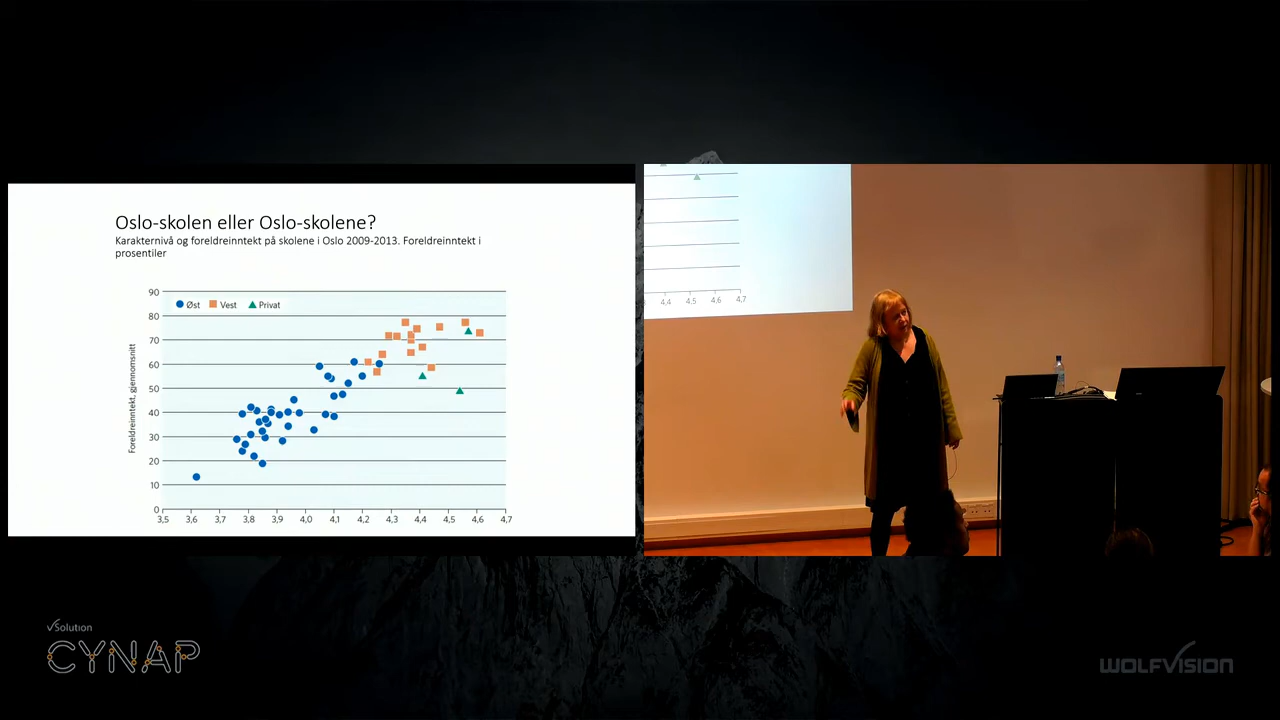 Oslo-skolen eller Oslo-skolene?
Karakternivå og foreldreinntekt på skolene i Oslo 2009-2013. Foreldreinntekt i
prosentiler
Øst Vest Privat
Foreldreinntekt, gjennomsnitt
90
80
70
60
50
40
30
20
10
0
3,5 3,6 3,7 3,8 3,9 4,0 4,1 4,2 4,3 4,4 4,5 4,6 4,7
4,4 4,5 4,6 4,7
vSolution
CYNAP
WOLFVISION